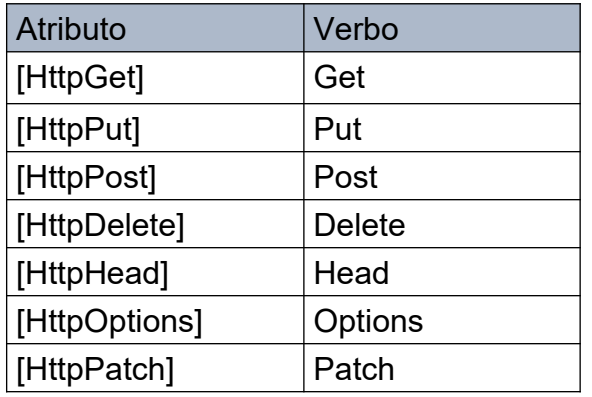 Atributo Verbo
[HttpGet] Get
[HttpPut] Put
[HttpPost] Post
[HttpDelete] Delete
[HttpHead] Head
[HttpOptions] Options
[HttpPatch] Patch